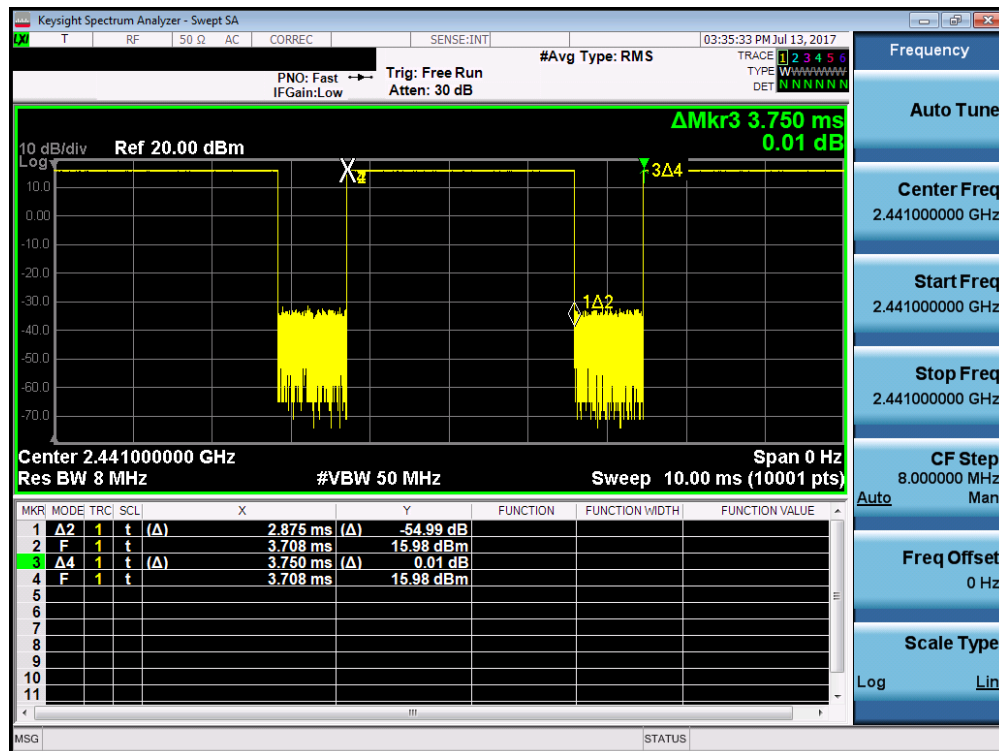 Keysight Spectrum Analyzer - Swept SA
LXI T RF 50 Ω AC CORREC SENSE:INT 03:35:33 PM Jul 13, 2017
#Avg Type: RMS
TRACE 1 2 3 4 5 6
TYPE W
DET N N N N N N
PNO: Fast Trig: Free Run
IFGain:Low Atten: 30 dB
ΔMkr3 3.750 ms
0.01 dB
10 dB/div Ref 20.00 dBm
Log
10.0
0.00
-10.0
-20.0
-30.0
-40.0
-50.0
-60.0
-70.0
3Δ4
1Δ2
Center 2.441000000 GHz Span 0 Hz
Res BW 8 MHz #VBW 50 MHz Sweep 10.00 ms (10001 pts)
MKR MODE TRC SCL X Y FUNCTION FUNCTION WIDTH FUNCTION VALUE
1 Δ2 1 t (Δ) 2.875 ms (Δ) -54.99 dB
2 F 1 t 3.708 ms 15.98 dBm
3 Δ4 1 t (Δ) 3.750 ms (Δ) 0.01 dB
4 F 1 t 3.708 ms 15.98 dBm
5
6
7
8
9
10
11
MSG STATUS
Frequency
Auto Tune
Center Freq
2.441000000 GHz
Start Freq
2.441000000 GHz
Stop Freq
2.441000000 GHz
CF Step
8.000000 MHz
Auto Man
Freq Offset
0 Hz
Scale Type
Log Lin